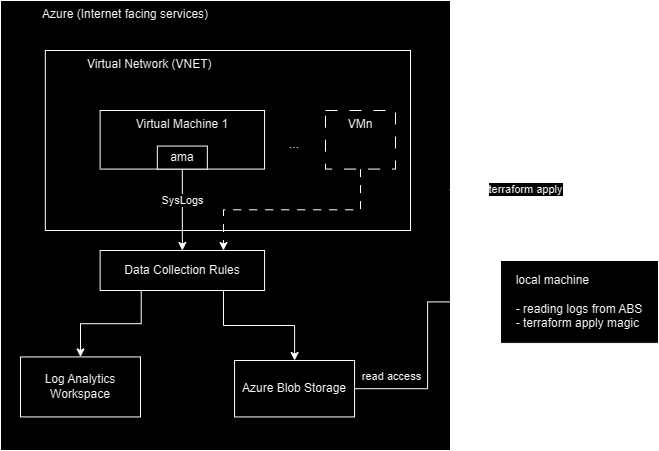 Azure (Internet facing services)
Virtual Network (VNET)
Virtual Machine 1
VMn
ama
...
SysLogs
terraform apply
Data Collection Rules
local machine
- reading logs from ABS
- terraform apply magic
Log Analytics
Workspace
Azure Blob Storage
read access